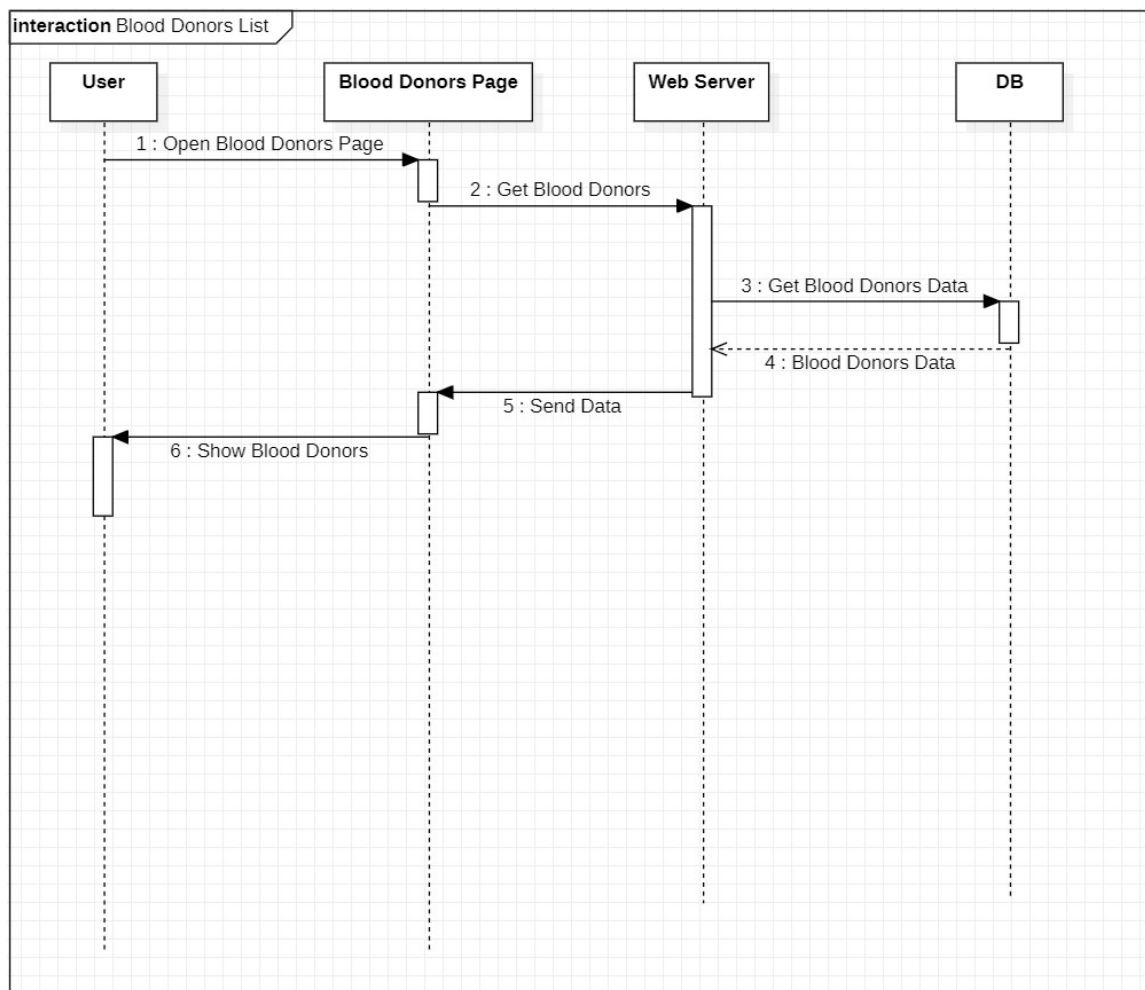 interaction Blood Donors List
User
Blood Donors Page
Web Server
DB
1 : Open Blood Donors Page
2 : Get Blood Donors
3 : Get Blood Donors Data
4 : Blood Donors Data
5 : Send Data
6 : Show Blood Donors